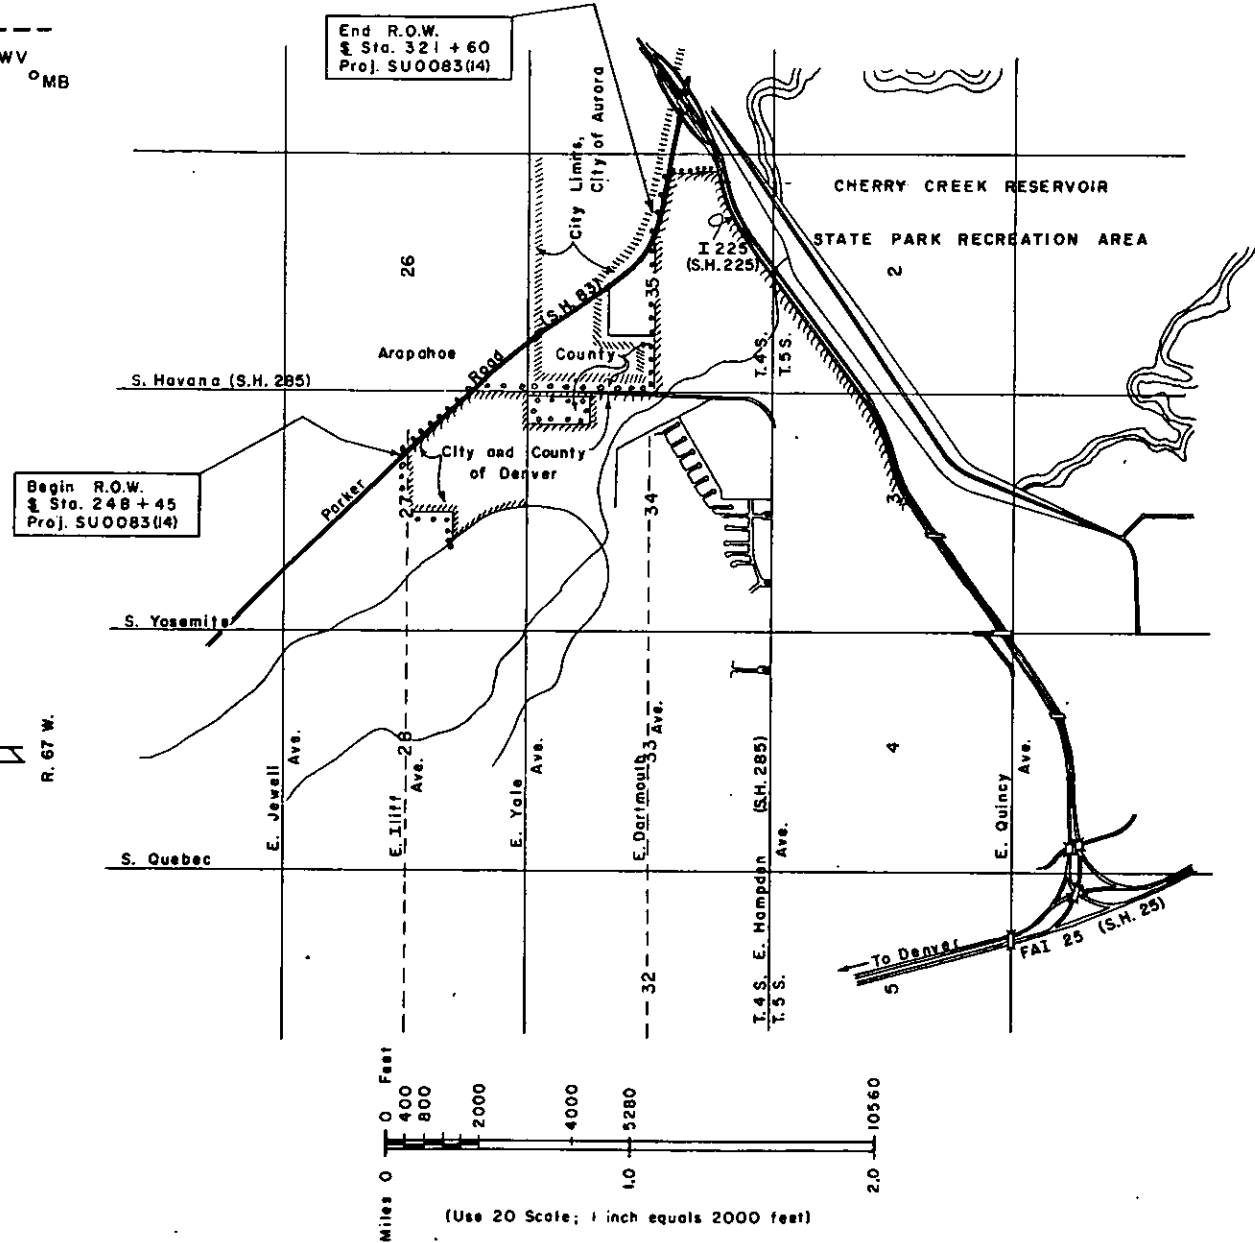 WV
MB
End R.O.W.
℄ Sta. 321 + 60
Proj. SU0083(14)
City Limits,
City of Aurora
CHERRY CREEK RESERVOIR
STATE PARK RECREATION AREA
I 225
(S.H. 225)
26
35
2
(S.H. 83)
Arapahoe
County
Road
T. 4 S.
T. 5 S.
S. Havana (S.H. 285)
City and County
of Denver
Begin R.O.W.
℄ Sta. 248 + 45
Proj. SU0083(14)
Parker
27
34
3
S. Yosemite
R. 67 W.
E. Jewell Ave.
28
E. Iliff Ave.
E. Yale Ave.
33
E. Dartmouth Ave.
E. Hampden (S.H. 285) Ave.
4
E. Quincy Ave.
S. Quebec
To Denver
FAI 25 (S.H. 25)
32
T. 4 S.
T. 5 S.
5
Feet
0 400 800 2000 4000 5280 10560
Miles 0 1.0 2.0
(Use 20 Scale; 1 inch equals 2000 feet)